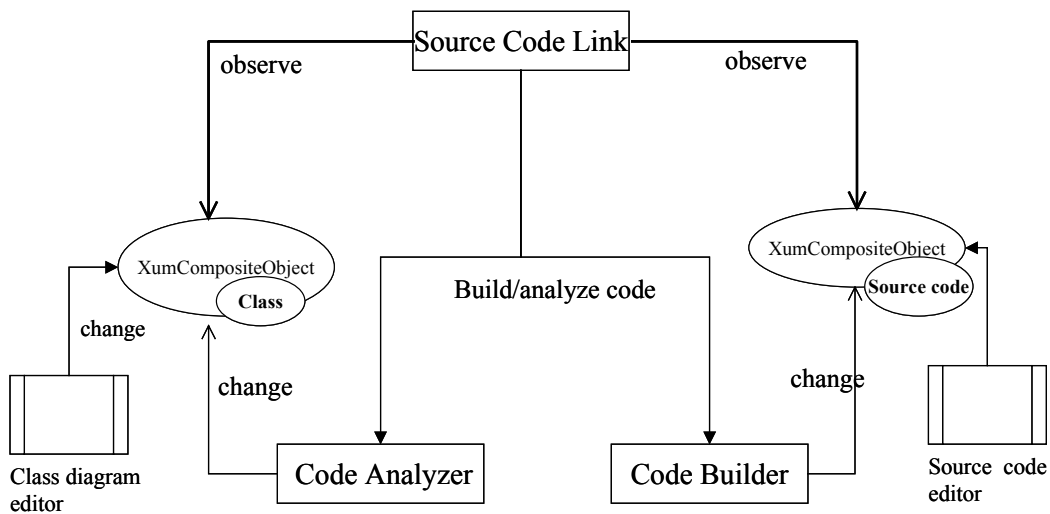 Source Code Link
observe
observe
XumCompositeObject
Class
XumCompositeObject
Source code
Build/analyze code
change
change
change
Class diagram
editor
Code Analyzer
Code Builder
Source code
editor